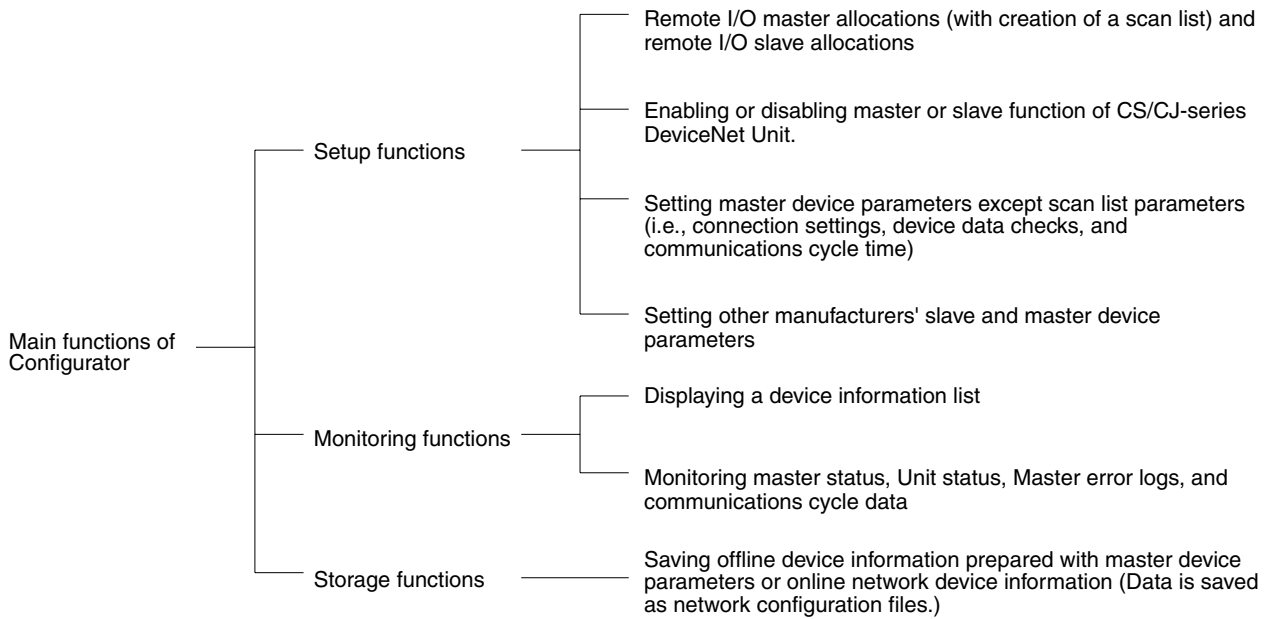 Remote I/O master allocations (with creation of a scan list) and
remote I/O slave allocations
Enabling or disabling master or slave function of CS/CJ-series
DeviceNet Unit.
Setup functions
Setting master device parameters except scan list parameters
(i.e., connection settings, device data checks, and
communications cycle time)
Setting other manufacturers' slave and master device
parameters
Main functions of
Configurator
Displaying a device information list
Monitoring functions
Monitoring master status, Unit status, Master error logs, and
communications cycle data
Storage functions
Saving offline device information prepared with master device
parameters or online network device information (Data is saved
as network configuration files.)